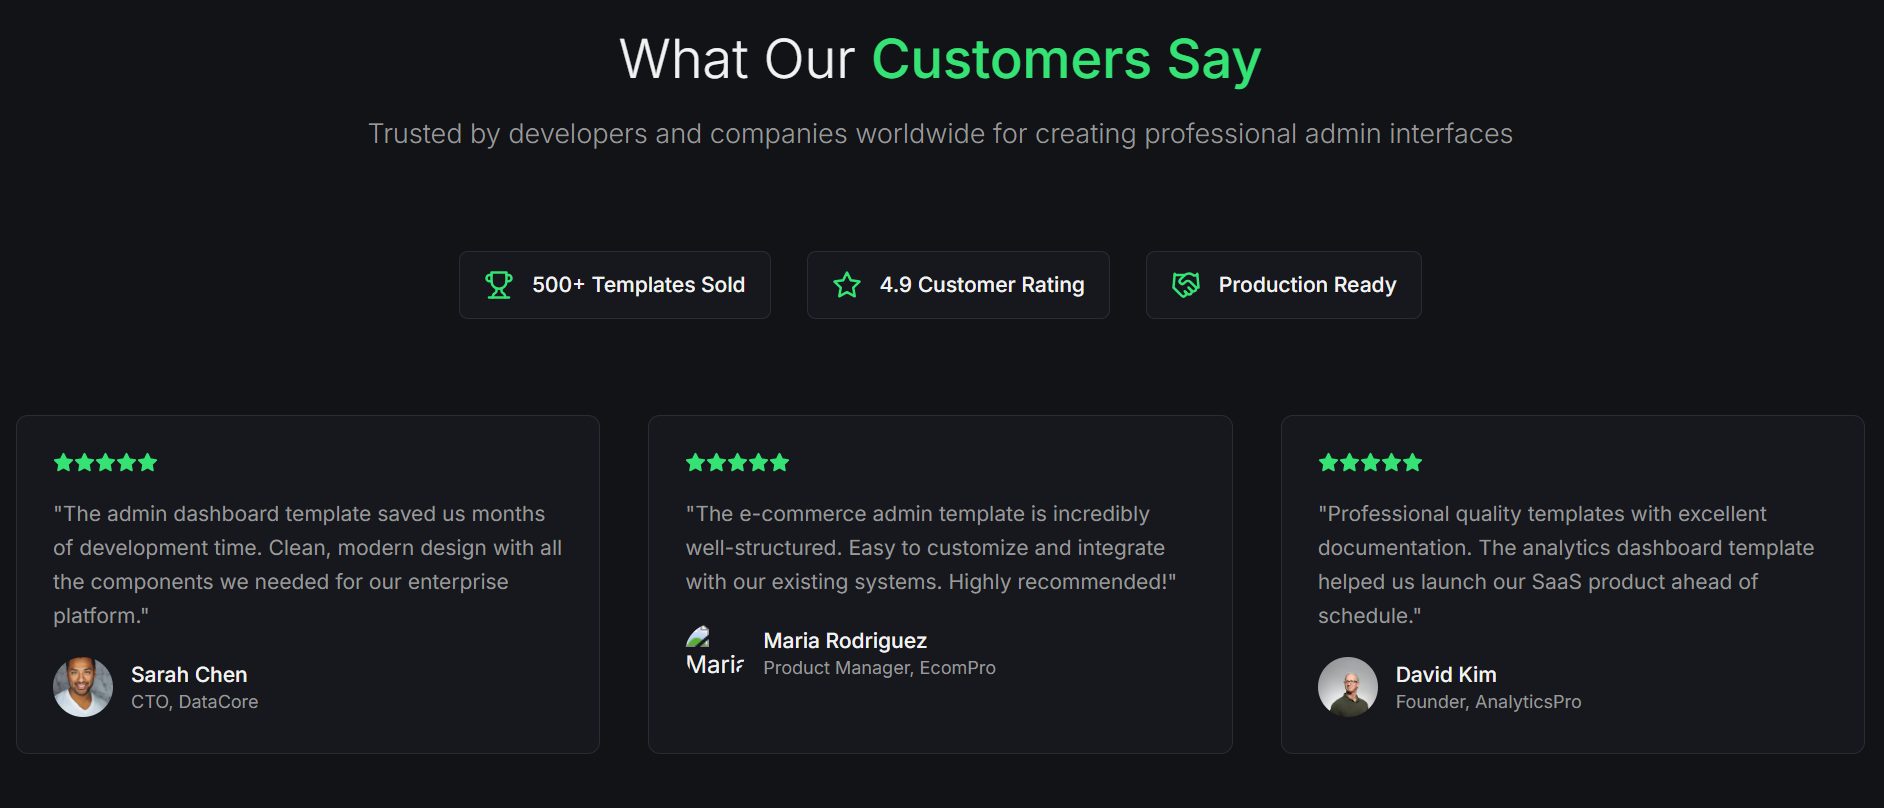 What Our Customers Say
Trusted by developers and companies worldwide for creating professional admin interfaces
500+ Templates Sold
4.9 Customer Rating
Production Ready
"The admin dashboard template saved us months
of development time. Clean, modern design with all
the components we needed for our enterprise
platform."
Sarah Chen
CTO, DataCore
"The e-commerce admin template is incredibly
well-structured. Easy to customize and integrate
with our existing systems. Highly recommended!"
Maria
Maria Rodriguez
Product Manager, EcomPro
"Professional quality templates with excellent
documentation. The analytics dashboard template
helped us launch our SaaS product ahead of
schedule."
David Kim
Founder, AnalyticsPro